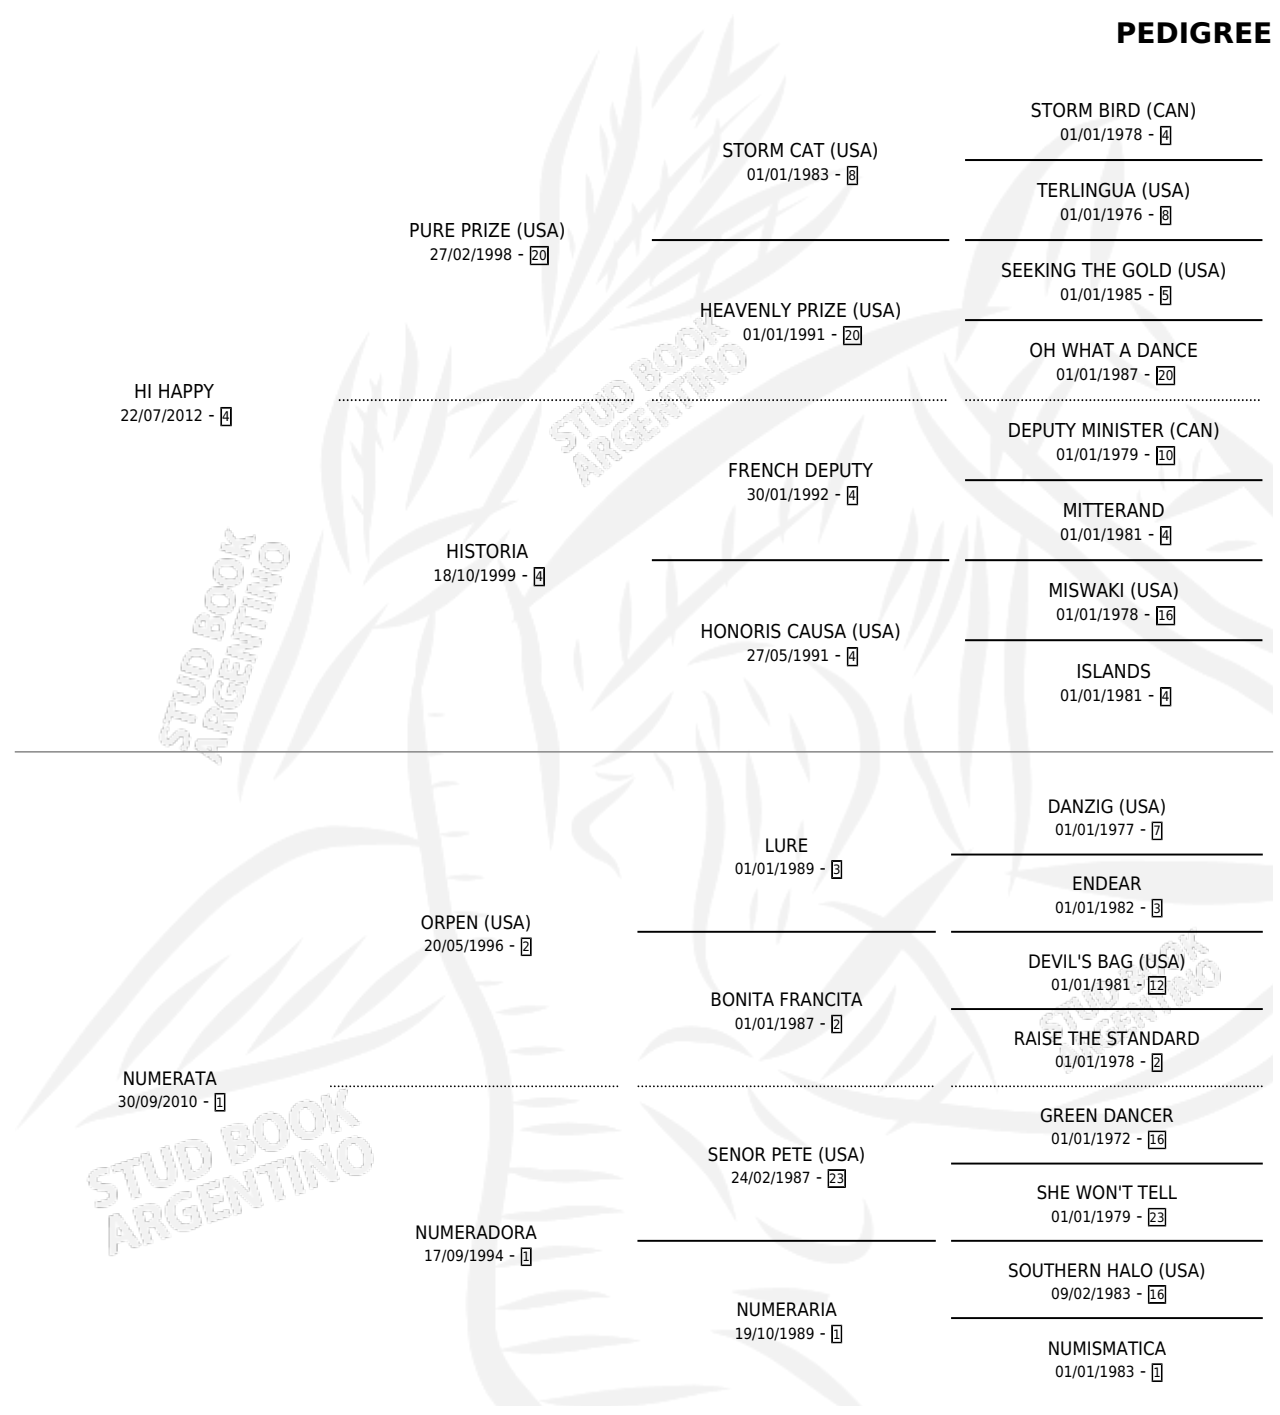 PEDIGREE
STORM BIRD (CAN)
01/01/1978 - 4
STORM CAT (USA)
01/01/1983 - 8
TERLINGUA (USA)
01/01/1976 - 8
PURE PRIZE (USA)
27/02/1998 - 20
SEEKING THE GOLD (USA)
01/01/1985 - 5
HEAVENLY PRIZE (USA)
01/01/1991 - 20
OH WHAT A DANCE
01/01/1987 - 20
HI HAPPY
22/07/2012 - 4
STUD BOOK
ARGENTINO
DEPUTY MINISTER (CAN)
01/01/1979 - 10
FRENCH DEPUTY
30/01/1992 - 4
MITTERAND
01/01/1981 - 4
HISTORIA
18/10/1999 - 4
MISWAKI (USA)
01/01/1978 - 16
HONORIS CAUSA (USA)
27/05/1991 - 4
ISLANDS
01/01/1981 - 4
STUD BOOK
ARGENTINO
DANZIG (USA)
01/01/1977 - 7
LURE
01/01/1989 - 3
ENDEAR
01/01/1982 - 3
ORPEN (USA)
20/05/1996 - 2
DEVIL'S BAG (USA)
01/01/1981 - 12
STUD BOOK
ARGENTINO
BONITA FRANCITA
01/01/1987 - 2
RAISE THE STANDARD
01/01/1978 - 2
NUMERATA
30/09/2010 - 1
STUD BOOK
ARGENTINO
GREEN DANCER
01/01/1972 - 16
SENOR PETE (USA)
24/02/1987 - 23
SHE WON'T TELL
01/01/1979 - 23
NUMERADORA
17/09/1994 - 1
SOUTHERN HALO (USA)
09/02/1983 - 16
NUMERARIA
19/10/1989 - 1
NUMISMATICA
01/01/1983 - 1